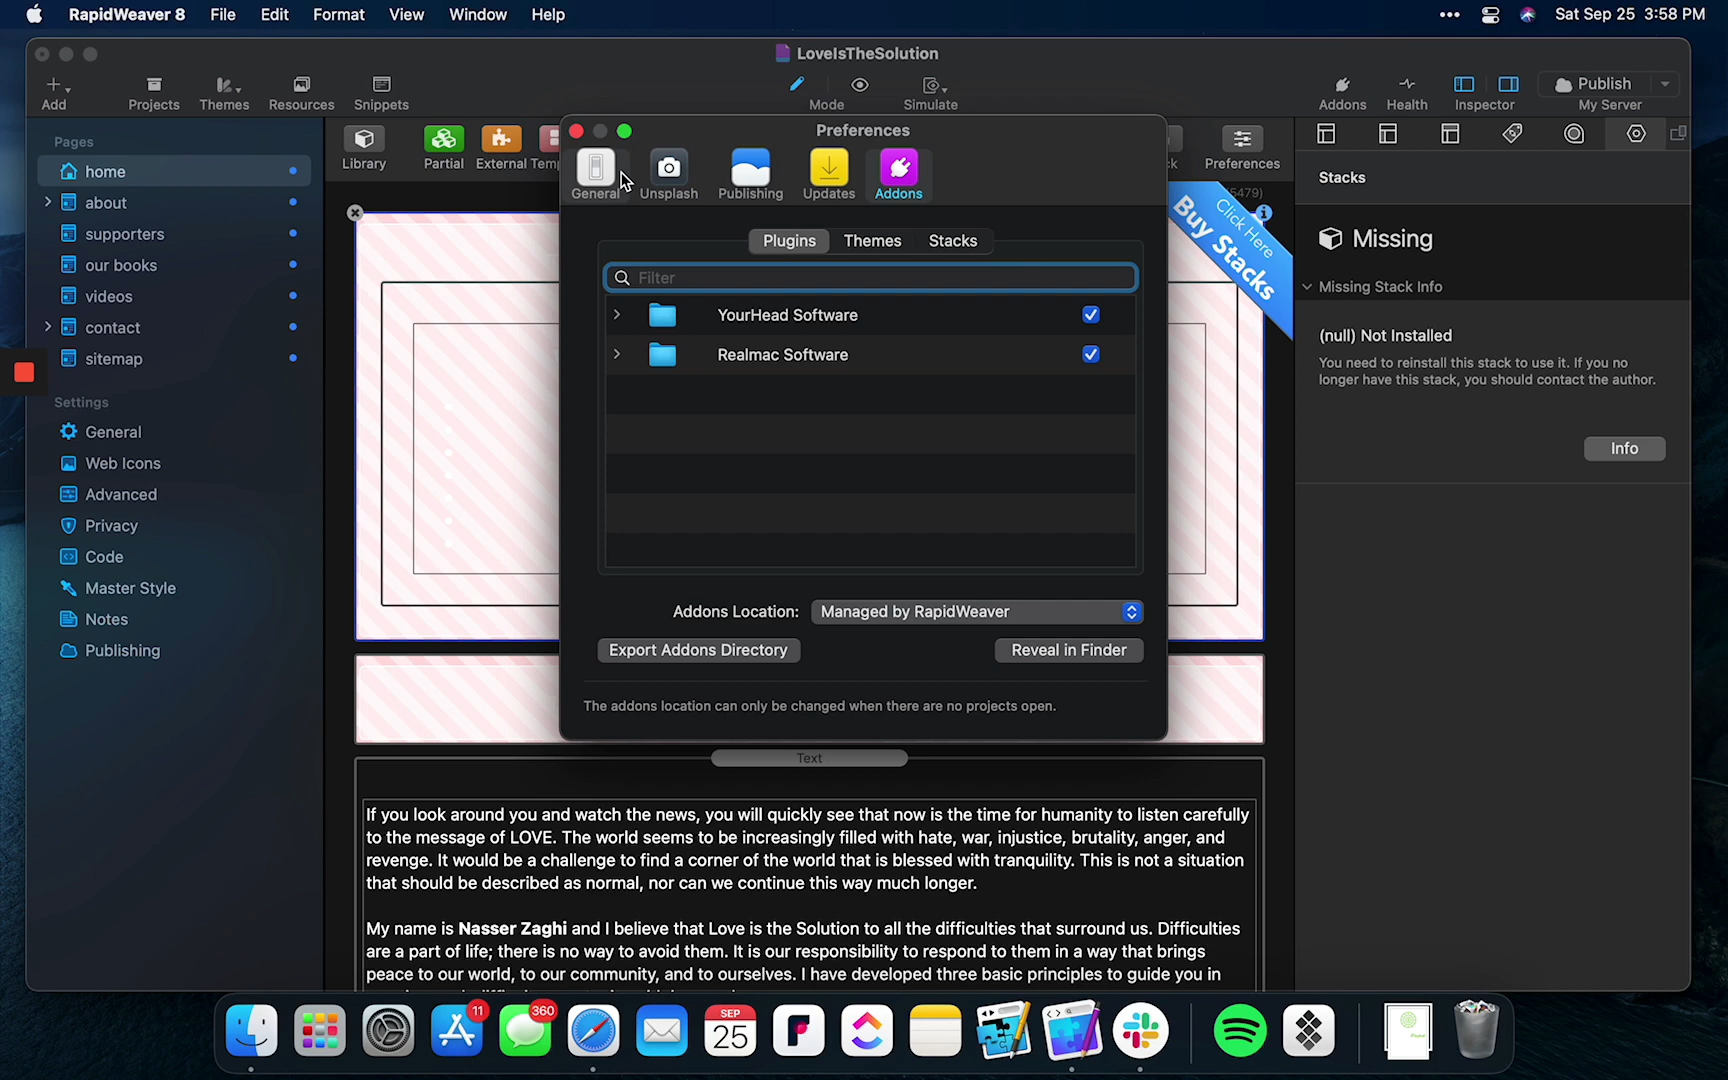 RapidWeaver 8 File Edit Format View Window Help
Sat Sep 25 3:58 PM
LoveIsTheSolution
Add Projects Themes Resources Snippets
Mode Simulate
Addons Health Inspector
Publish
My Server
Pages
home
about
supporters
our books
videos
contact
sitemap
Settings
General
Web Icons
Advanced
Privacy
Code
Master Style
Notes
Publishing
Library Partial External
Preferences
Click Here
Buy Stacks
Preferences
General Unsplash Publishing Updates Addons
Plugins Themes Stacks
Filter
YourHead Software
Realmac Software
Addons Location: Managed by RapidWeaver
Export Addons Directory Reveal in Finder
The addons location can only be changed when there are no projects open.
Text
If you look around you and watch the news, you will quickly see that now is the time for humanity to listen carefully
to the message of LOVE. The world seems to be increasingly filled with hate, war, injustice, brutality, anger, and
revenge. It would be a challenge to find a corner of the world that is blessed with tranquility. This is not a situation
that should be described as normal, nor can we continue this way much longer.
My name is Nasser Zaghi and I believe that Love is the Solution to all the difficulties that surround us. Difficulties
are a part of life; there is no way to avoid them. It is our responsibility to respond to them in a way that brings
peace to our world, to our community, and to ourselves. I have developed three basic principles to guide you in
Stacks
Missing
Missing Stack Info
(null) Not Installed
You need to reinstall this stack to use it. If you no
longer have this stack, you should contact the author.
Info
11
360
SEP
25